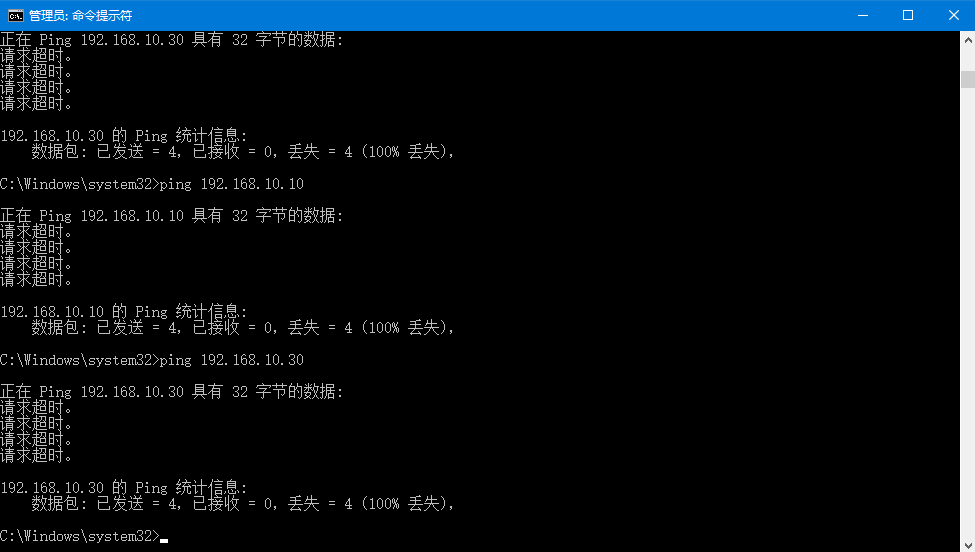 管理员: 命令提示符
正在 Ping 192.168.10.30 具有 32 字节的数据:
请求超时。
请求超时。
请求超时。
请求超时。
192.168.10.30 的 Ping 统计信息:
数据包: 已发送 = 4，已接收 = 0，丢失 = 4 (100% 丢失)，
C:\Windows\system32>ping 192.168.10.10
正在 Ping 192.168.10.10 具有 32 字节的数据:
请求超时。
请求超时。
请求超时。
请求超时。
192.168.10.10 的 Ping 统计信息:
数据包: 已发送 = 4，已接收 = 0，丢失 = 4 (100% 丢失)，
C:\Windows\system32>ping 192.168.10.30
正在 Ping 192.168.10.30 具有 32 字节的数据:
请求超时。
请求超时。
请求超时。
请求超时。
192.168.10.30 的 Ping 统计信息:
数据包: 已发送 = 4，已接收 = 0，丢失 = 4 (100% 丢失)，
C:\Windows\system32>